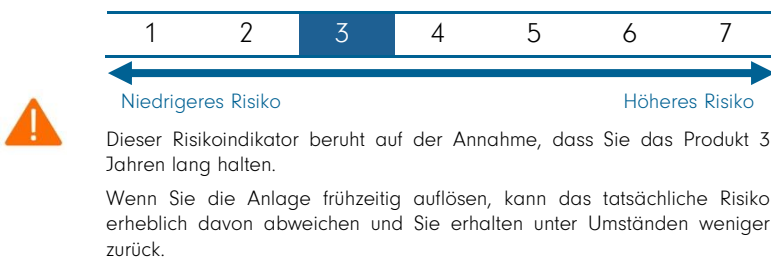 1 2 3 4 5 6 7
Niedrigeres Risiko Höheres Risiko
Dieser Risikoindikator beruht auf der Annahme, dass Sie das Produkt 3
Jahren lang halten.
Wenn Sie die Anlage frühzeitig auflösen, kann das tatsächliche Risiko
erheblich davon abweichen und Sie erhalten unter Umständen weniger
zurück.